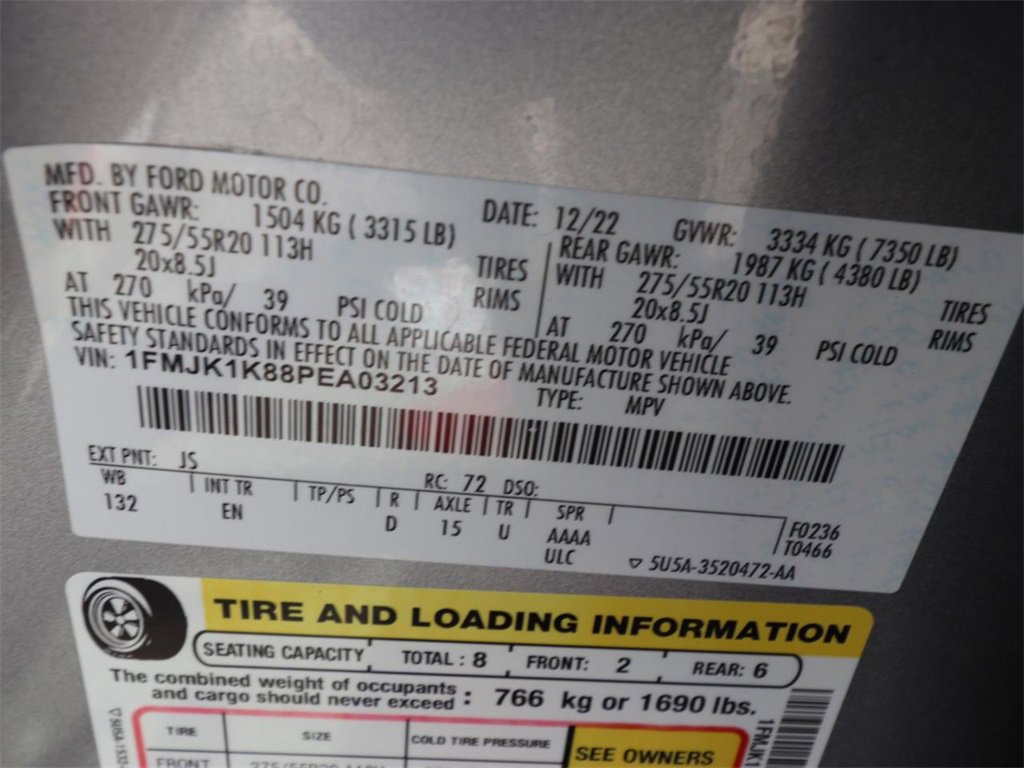 MFD. BY FORD MOTOR CO.
DATE: 12/22 GVWR: 3334 KG ( 7350 LB)
FRONT GAWR: 1504 KG ( 3315 LB)
WITH 275/55R20 113H TIRES
20x8.5J RIMS
AT 270 kPa/ 39 PSI COLD
REAR GAWR: 1987 KG ( 4380 LB)
WITH 275/55R20 113H TIRES
20x8.5J RIMS
AT 270 kPa/ 39 PSI COLD
THIS VEHICLE CONFORMS TO ALL APPLICABLE FEDERAL MOTOR VEHICLE
SAFETY STANDARDS IN EFFECT ON THE DATE OF MANUFACTURE SHOWN ABOVE.
VIN: 1FMJK1K88PEA03213
TYPE: MPV
EXT PNT: JS RC: 72 DSO:
WB INT TR TP/PS R AXLE TR SPR
132 EN D 15 U AAAA
ULC
F0236
T0466
5U5A-3520472-AA
TIRE AND LOADING INFORMATION
SEATING CAPACITY TOTAL : 8 FRONT: 2 REAR: 6
The combined weight of occupants
and cargo should never exceed : 766 kg or 1690 lbs.
TIRE SIZE COLD TIRE PRESSURE SEE OWNERS
FRONT
1FMJK1